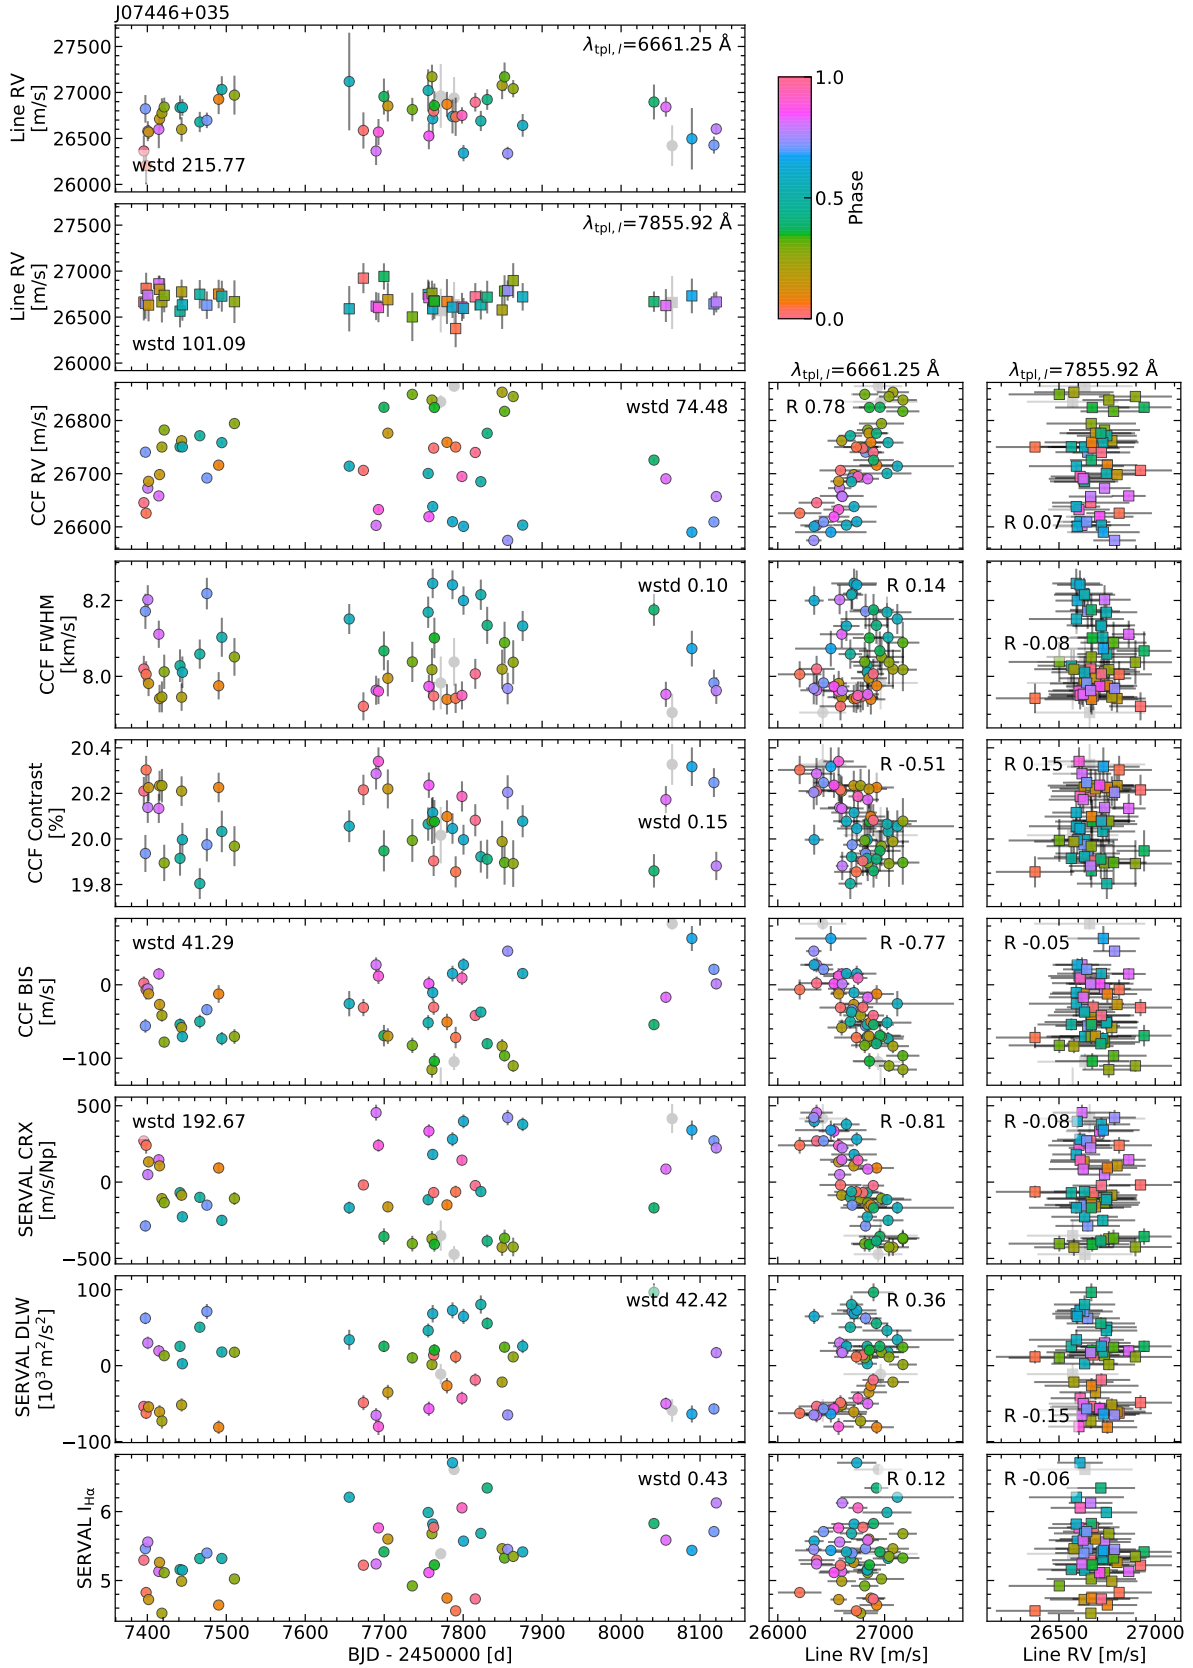 J07446+035
27500
27000
26500
26000
Line RV
[m/s]
λtpl, l=6661.25 Å
wstd 215.77
27500
27000
26500
26000
Line RV
[m/s]
λtpl, l=7855.92 Å
wstd 101.09
1.0
0.5
0.0
Phase
λtpl, l=6661.25 Å
λtpl, l=7855.92 Å
26800
26700
26600
CCF RV [m/s]
wstd 74.48
R 0.78
R 0.07
8.2
8.0
CCF FWHM
[km/s]
wstd 0.10
R 0.14
R -0.08
20.4
20.2
20.0
19.8
CCF Contrast
[%]
wstd 0.15
R -0.51
R 0.15
0
−100
CCF BIS
[m/s]
wstd 41.29
R -0.77
R -0.05
500
0
−500
SERVAL CRX
[m/s/Np]
wstd 192.67
R -0.81
R -0.08
100
0
−100
SERVAL DLW
[10³ m²/s²]
wstd 42.42
R 0.36
R -0.15
6
5
SERVAL IHα
wstd 0.43
R 0.12
R -0.06
7400 7500 7600 7700 7800 7900 8000 8100
BJD - 2450000 [d]
26000 27000
Line RV [m/s]
26000 27000
Line RV [m/s]